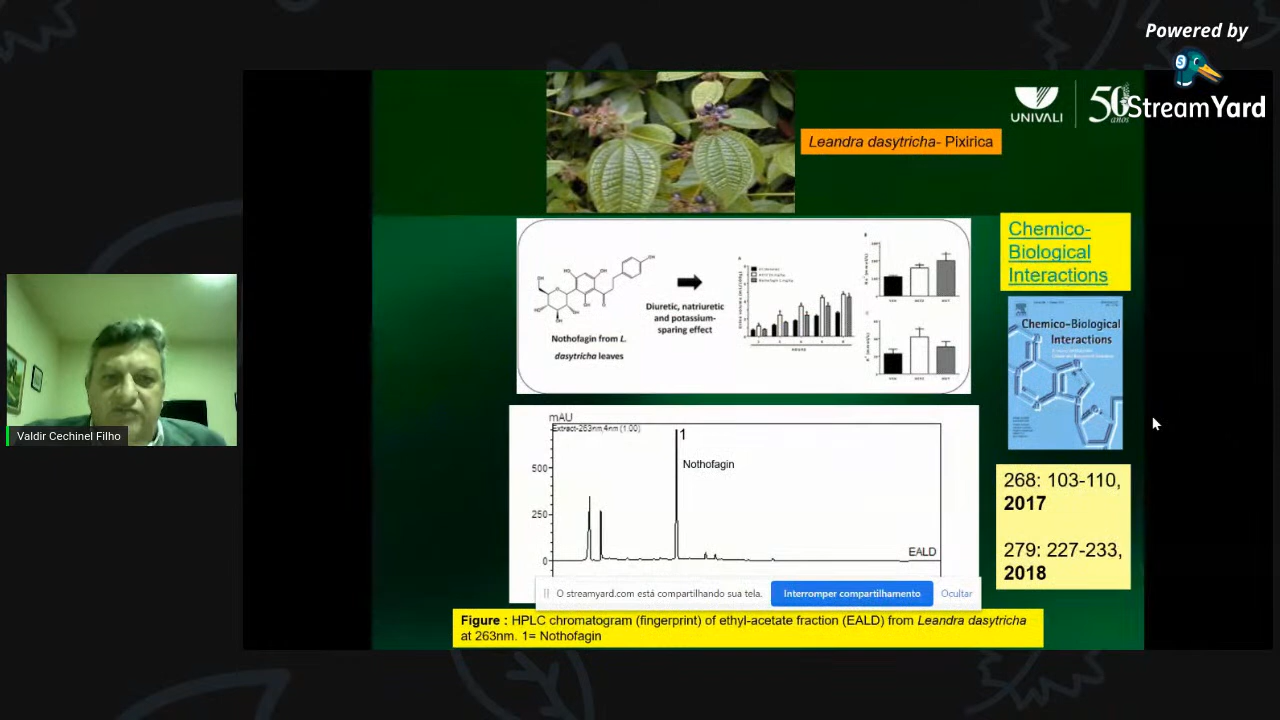 Powered by
StreamYard
UNIVALI
50
anos
Leandra dasytricha- Pixirica
Chemico-
Biological
Interactions
Diuretic, natriuretic
and potassium-
sparing effect
Nothofagin from L.
dasytricha leaves
Chemico-Biological
Interactions
mAU
Extract-263nm,4nm (1.00)
1
Nothofagin
500
250
0
EALD
268: 103-110,
2017
279: 227-233,
2018
Valdir Cechinel Filho
O streamyard.com está compartilhando sua tela.
Interromper compartilhamento
Ocultar
Figure : HPLC chromatogram (fingerprint) of ethyl-acetate fraction (EALD) from Leandra dasytricha
at 263nm. 1= Nothofagin